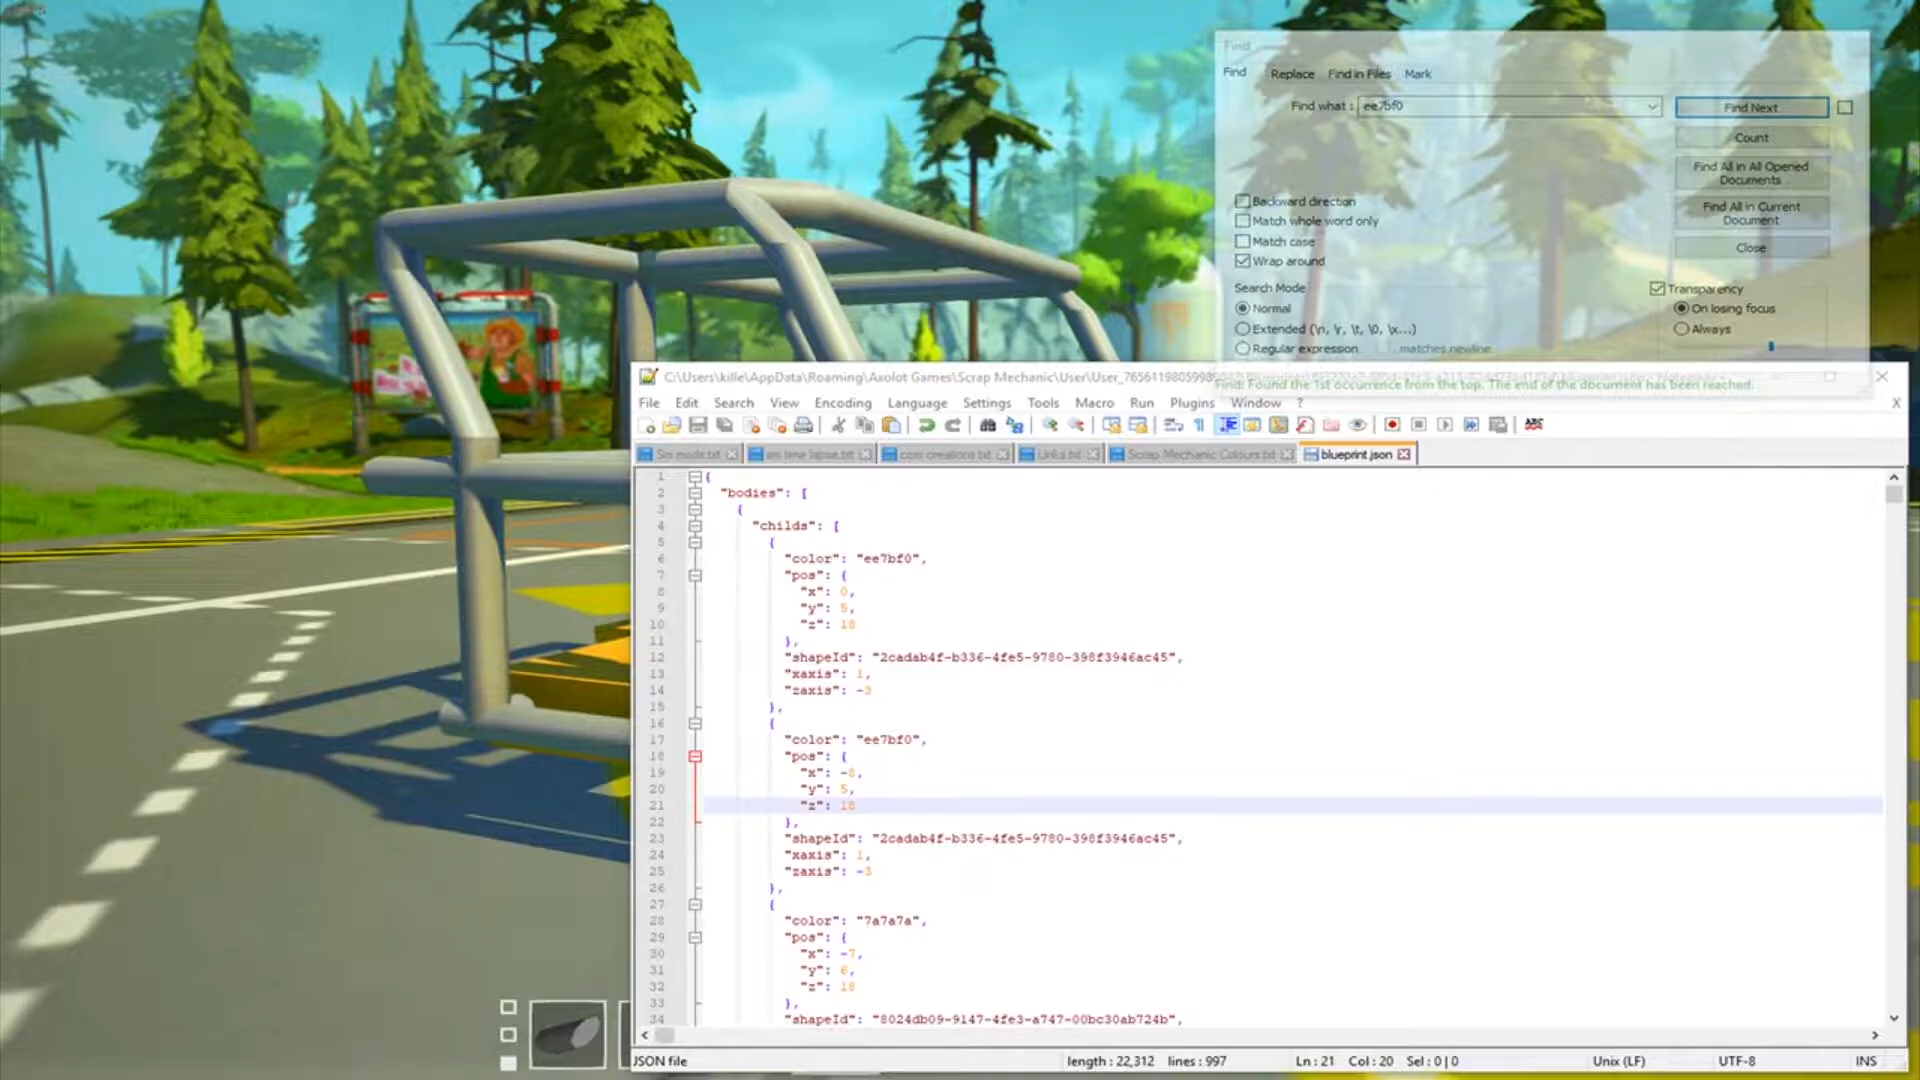 Find
Find Replace Find in Files Mark
Find what : ee7bf0
Find Next
Count
Find All in All Opened
Documents
Find All in Current
Document
Close
Backward direction
Match whole word only
Match case
Wrap around
Search Mode
Normal
Extended (\n, \r, \t, \0, \x...)
Regular expression . matches newline
Transparency
On losing focus
Always
Find: Found the 1st occurrence from the top. The end of the document has been reached.
C:\Users\kille\AppData\Roaming\Axolot Games\Scrap Mechanic\User\User_
File Edit Search View Encoding Language Settings Tools Macro Run Plugins Window ?
X
Links.txt Scrap Mechanic Colours.txt blueprint.json
1 {
2 "bodies": [
3 {
4 "childs": [
5 {
6 "color": "ee7bf0",
7 "pos": {
8 "x": 0,
9 "y": 5,
10 "z": 18
11 },
12 "shapeId": "2cadab4f-b336-4fe5-9780-398f3946ac45",
13 "xaxis": 1,
14 "zaxis": -3
15 },
16 {
17 "color": "ee7bf0",
18 "pos": {
19 "x": -8,
20 "y": 5,
21 "z": 18
22 },
23 "shapeId": "2cadab4f-b336-4fe5-9780-398f3946ac45",
24 "xaxis": 1,
25 "zaxis": -3
26 },
27 {
28 "color": "7a7a7a",
29 "pos": {
30 "x": -7,
31 "y": 6,
32 "z": 18
33 },
34 "shapeId": "8024db09-9147-4fe3-a747-00bc30ab724b",
JSON file length : 22,312 lines : 997 Ln : 21 Col : 20 Sel : 0 | 0 Unix (LF) UTF-8 INS